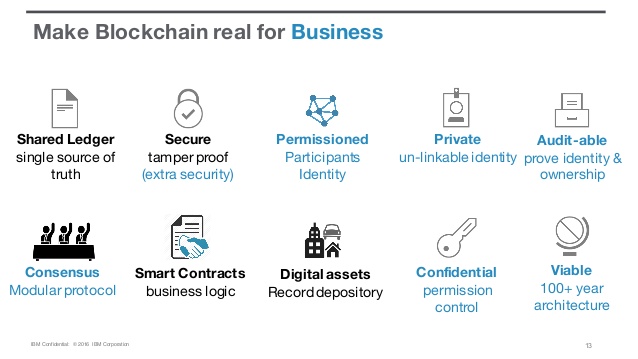 Make Blockchain real for Business
Shared Ledger
single source of
truth
Secure
tamper proof
(extra security)
Permissioned
Participants
Identity
Private
un-linkable identity
Audit-able
prove identity &
ownership
Consensus
Modular protocol
Smart Contracts
business logic
Digital assets
Record depository
Confidential
permission
control
Viable
100+ year
architecture
IBM Confidential © 2016 IBM Corporation
13